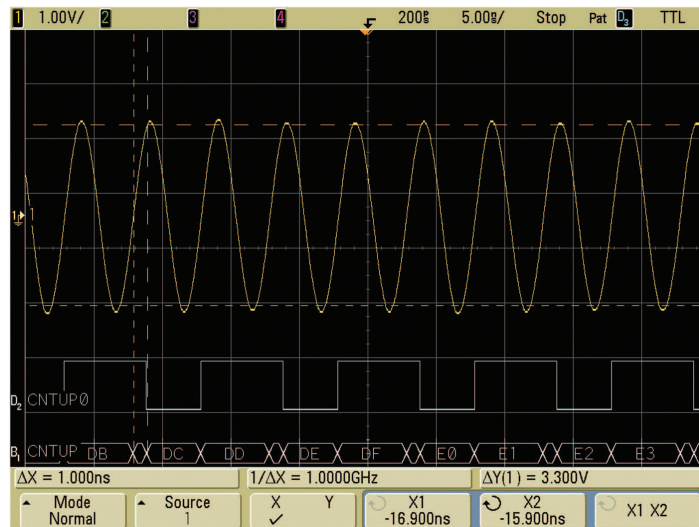 1 1.00V/ 2 3 4 200ps 5.00ns/ Stop Pat D3 TTL
1
D2 CNTUP0
B1 CNTUP DB DC DD DE DF E0 E1 E2 E3
ΔX = 1.000ns 1/ΔX = 1.0000GHz ΔY(1) = 3.300V
Mode Source X Y X1 X2 X1 X2
Normal 1 ✓ -16.900ns -15.900ns